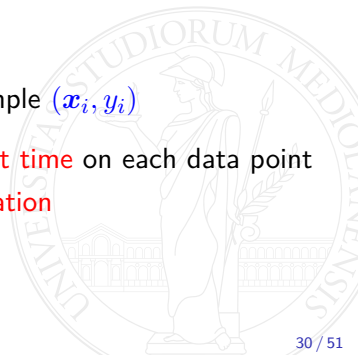 mple (𝒙ᵢ, yᵢ)
t time on each data point
ation
30 / 51